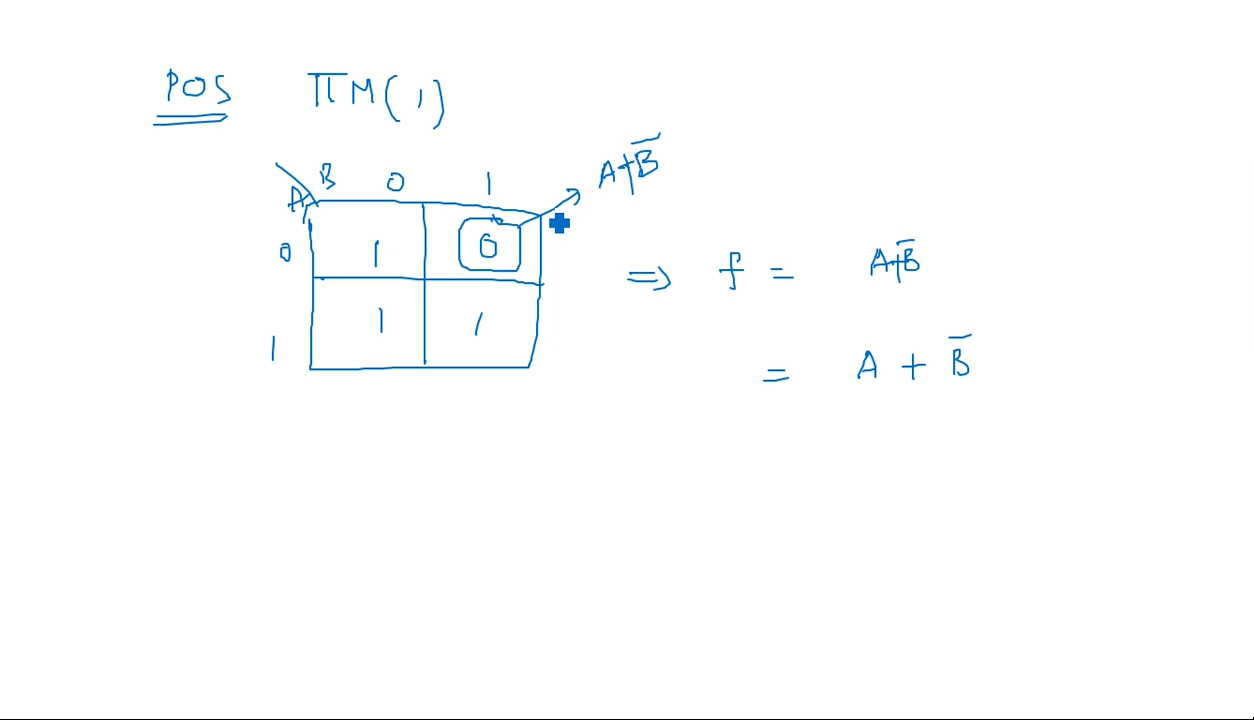 POS ΠM(1)
A B 0 1 A+B̅
0 1 0 ⇒ f = A+B̅
1 1 1
= A + B̅